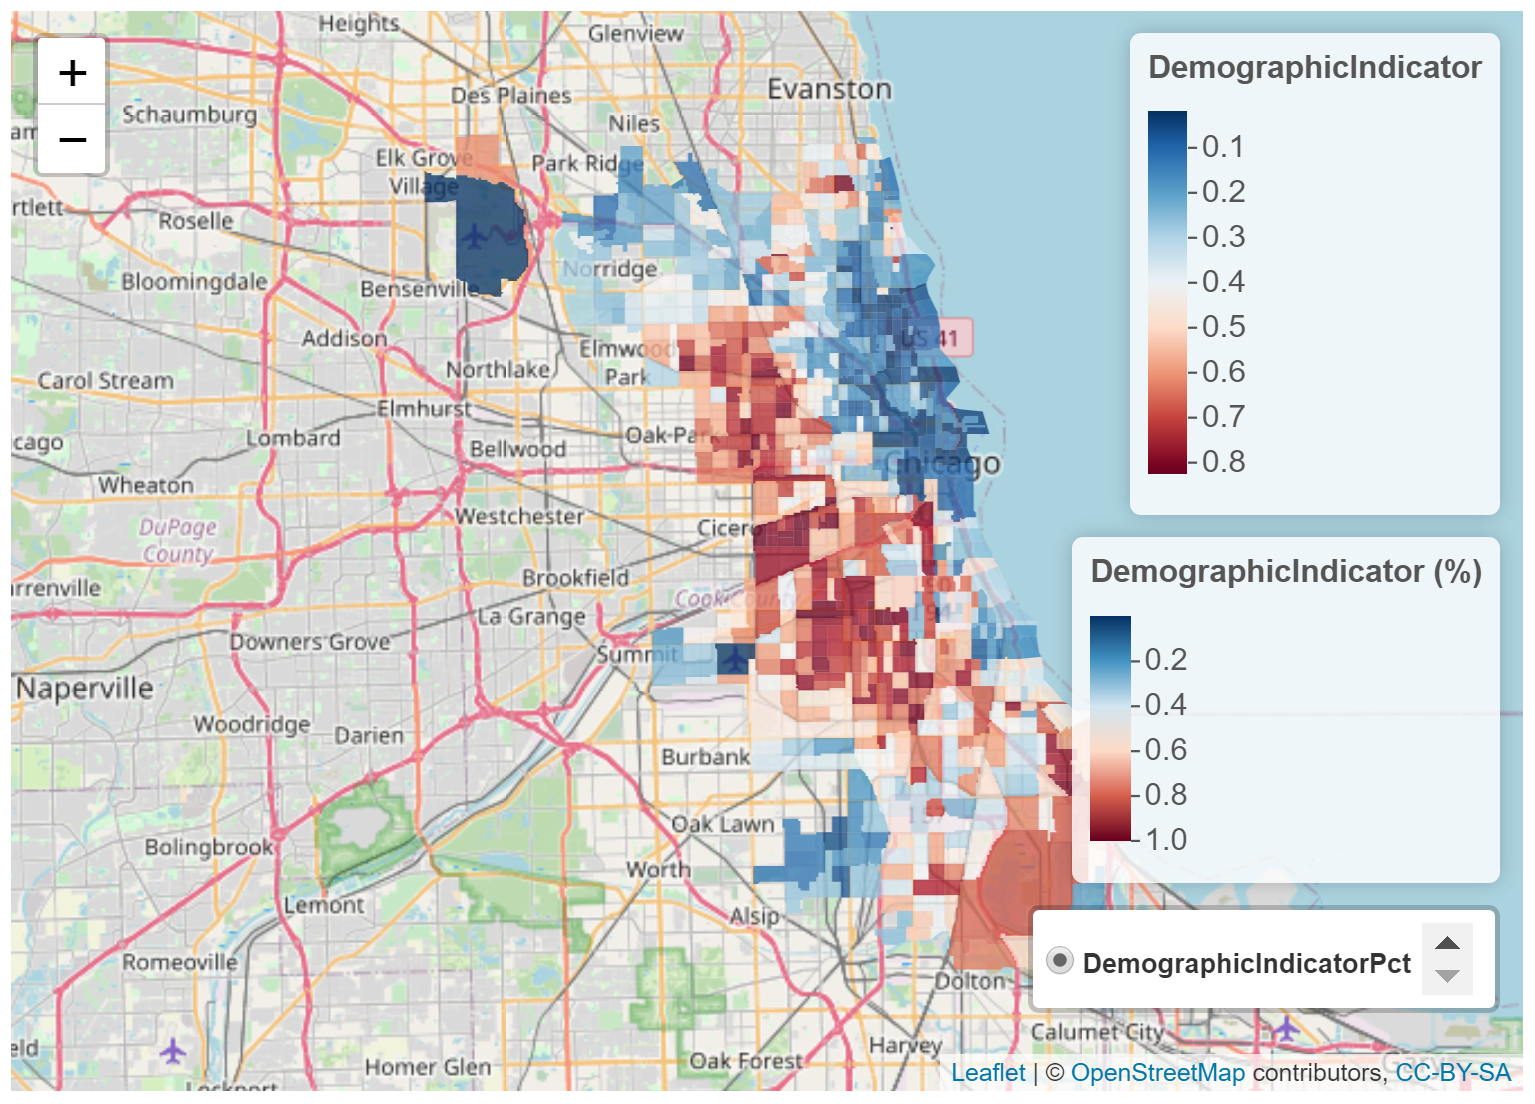 +
−
Heights
Glenview
Evanston
Des Plaines
Schaumburg
Niles
Elk Grove
Village
Park Ridge
rtlett
Roselle
Norridge
Bloomingdale
Bensenville
Addison
US 41
Elmwood
Park
Northlake
Carol Stream
Elmhurst
Oak Park
cago
Lombard
Bellwood
Chicago
Wheaton
Westchester
Cicero
DuPage
County
Brookfield
arrenville
Cook County
La Grange
Downers Grove
Summit
Naperville
Woodridge
Darien
Burbank
Oak Lawn
I 57
Bolingbrook
Worth
Lemont
Alsip
Romeoville
Dolton
Calumet City
eld
Homer Glen
Oak Forest
Harvey
Gary
Lockport
DemographicIndicator
0.1
0.2
0.3
0.4
0.5
0.6
0.7
0.8
DemographicIndicator (%)
0.2
0.4
0.6
0.8
1.0
DemographicIndicatorPct
Leaflet | © OpenStreetMap contributors, CC-BY-SA